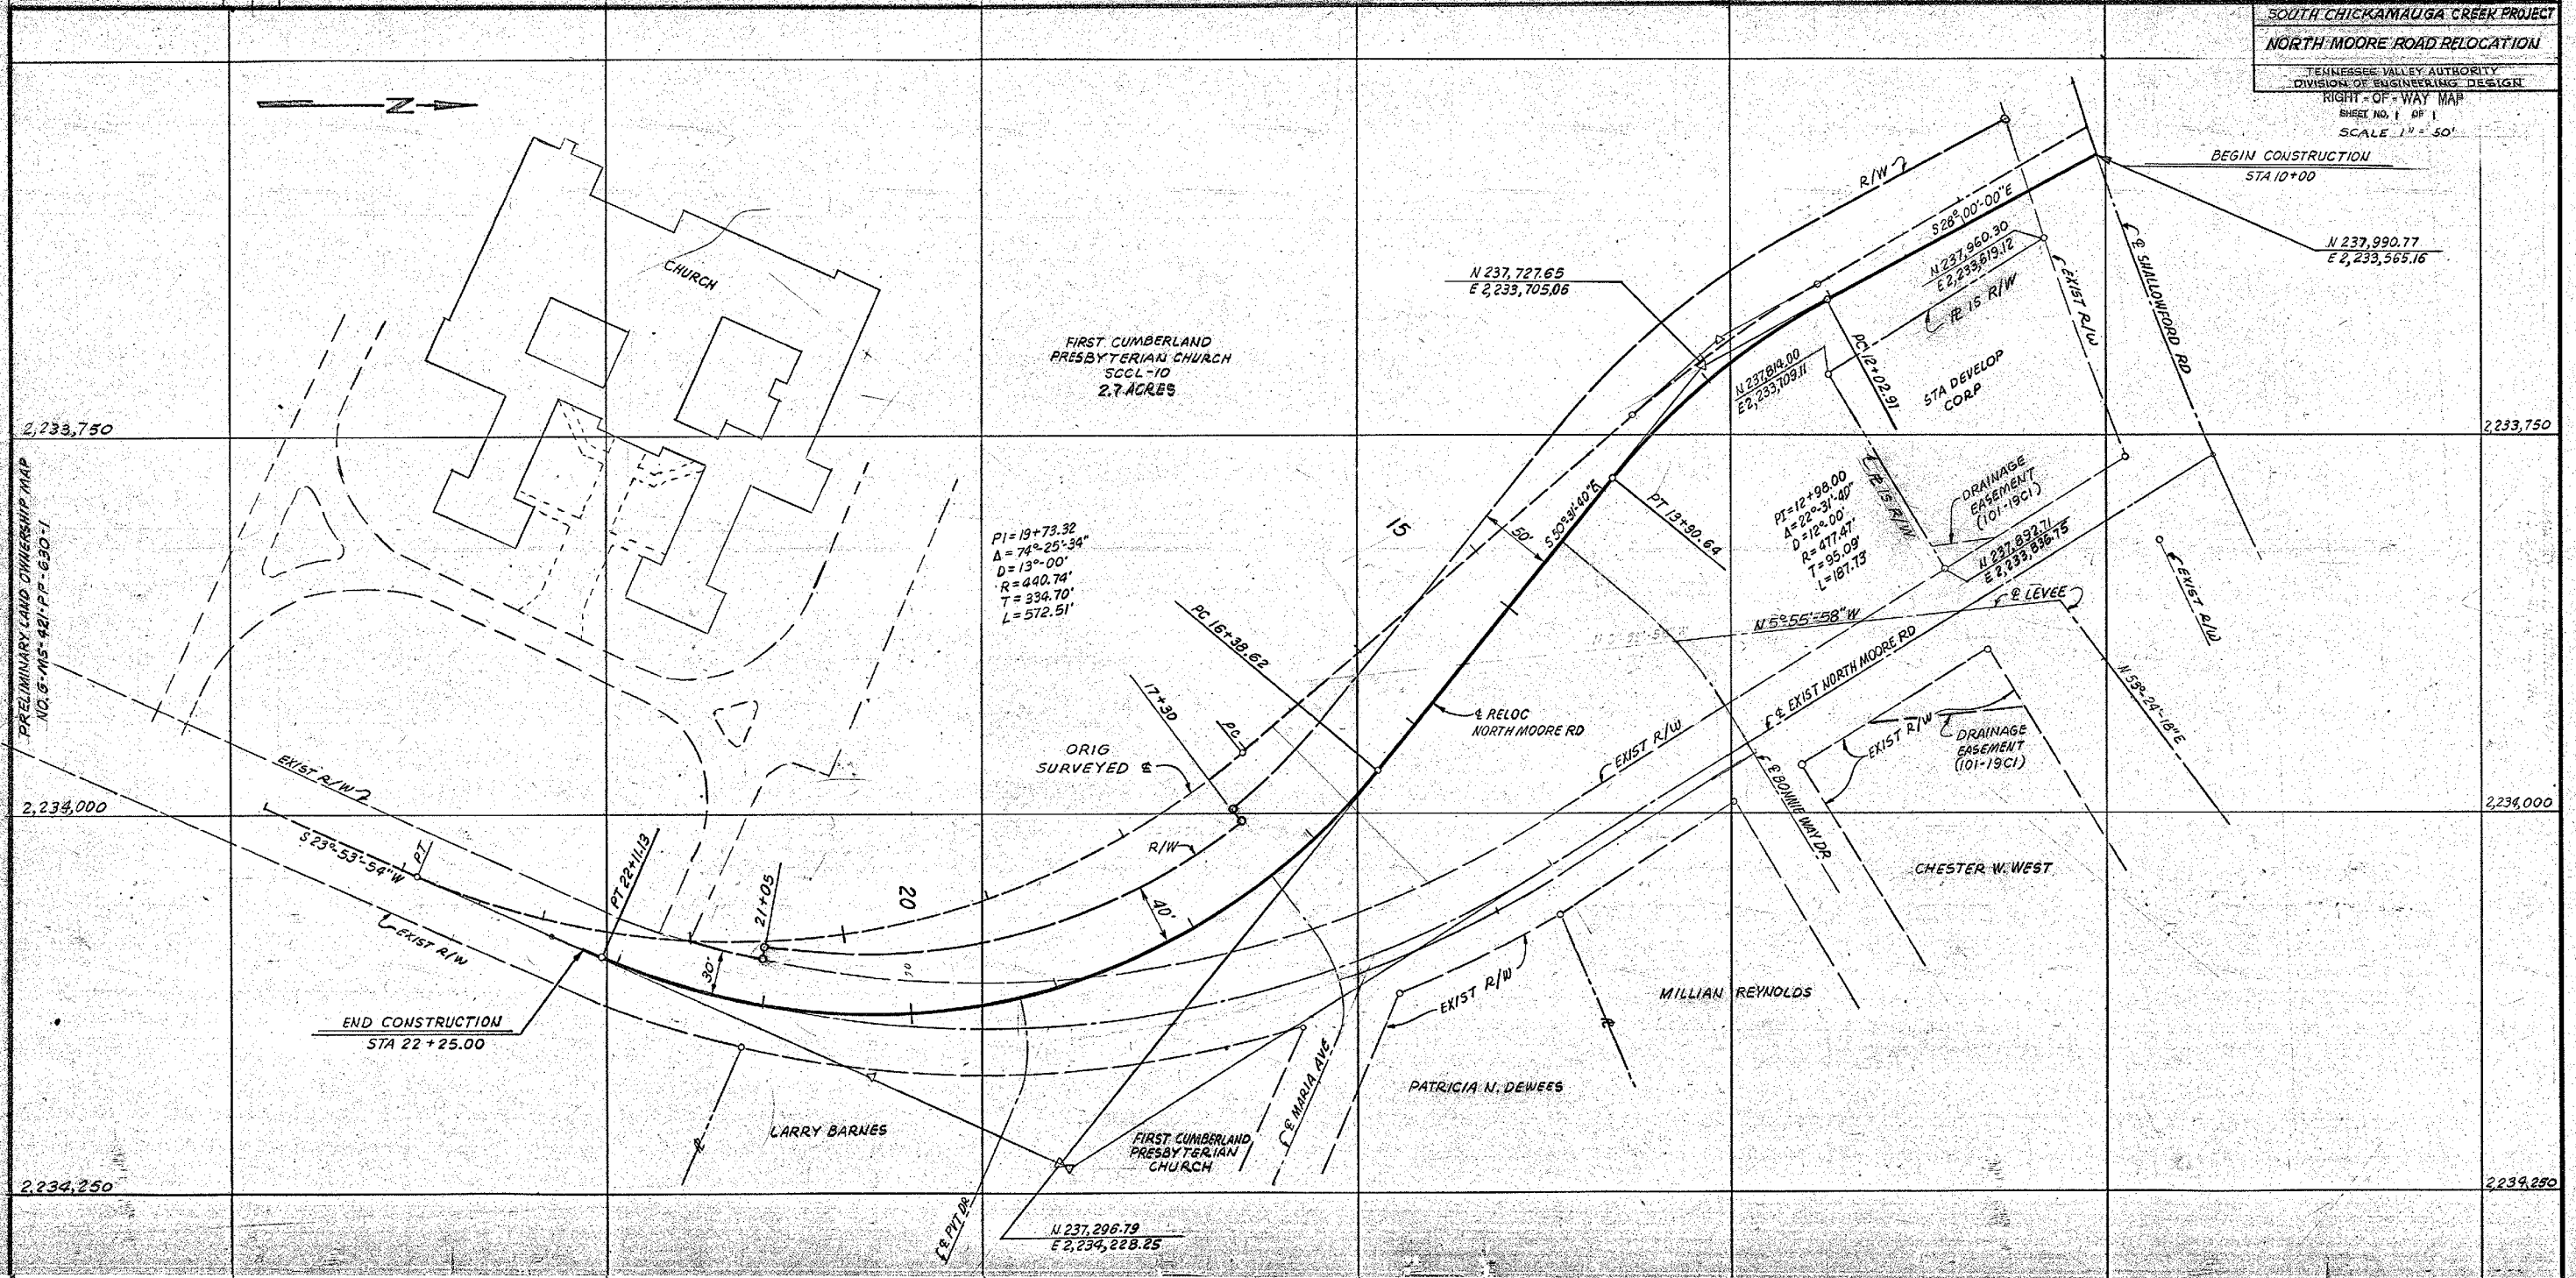 SOUTH CHICKAMAUGA CREEK PROJECT
NORTH MOORE ROAD RELOCATION
TENNESSEE VALLEY AUTHORITY
DIVISION OF ENGINEERING DESIGN
RIGHT-OF-WAY MAP
SHEET NO. 1 OF 1
SCALE 1" = 50'
N
BEGIN CONSTRUCTION
STA 10+00
N 237,990.77
E 2,233,565.16
R/W
S28°00'-00"E
N 237,960.30
E 2,233,619.12
℄ SHALLOWFORD RD
EXIST R/W
PL IS R/W
N 237,727.65
E 2,233,705.06
CHURCH
FIRST CUMBERLAND
PRESBYTERIAN CHURCH
SCCL-10
2.7 ACRES
N 237,819.00
E 2,233,709.11
PC 12+02.91
STA DEVELOP
CORP
2,233,750
2,233,750
PRELIMINARY LAND OWNERSHIP MAP
NO. G-MS-421-PP-630-1
PI = 19+73.32
Δ = 74°-25'-34"
D = 13°-00'
R = 440.74'
T = 334.70'
L = 572.51'
15
50'
S 50°-31'-40"E
PT 13+90.64
PI=12+98.00
Δ=22°-31'-40"
D=12°-00'
R=477.47'
T=95.09'
L=187.73'
PL IS R/W
DRAINAGE
EASEMENT
(101-19C1)
N 237,892.71
E 2,233,836.75
EXIST R/W
℄ LEVEE
N 5°-55'-58"W
PC 16+38.62
17+30
PC
℄ RELOC
NORTH MOORE RD
EXIST R/W
℄ EXIST NORTH MOORE RD
EXIST R/W
DRAINAGE
EASEMENT
(101-19C1)
N 53°-24'-18"E
ORIG
SURVEYED ℄
EXIST R/W
2,234,000
2,234,000
S 23°-53'-54"W
PT
PT 22+11.13
21+05
20
R/W
40'
30'
℄ BONNIEWAY DR
CHESTER W. WEST
EXIST R/W
END CONSTRUCTION
STA 22+25.00
EXIST R/W
MILLIAN REYNOLDS
PL
PATRICIA N. DEWEES
℄ MARIA AVE
LARRY BARNES
PL
FIRST CUMBERLAND
PRESBYTERIAN
CHURCH
2,234,250
2,234,250
℄ PVT DR
N 237,296.79
E 2,234,228.25